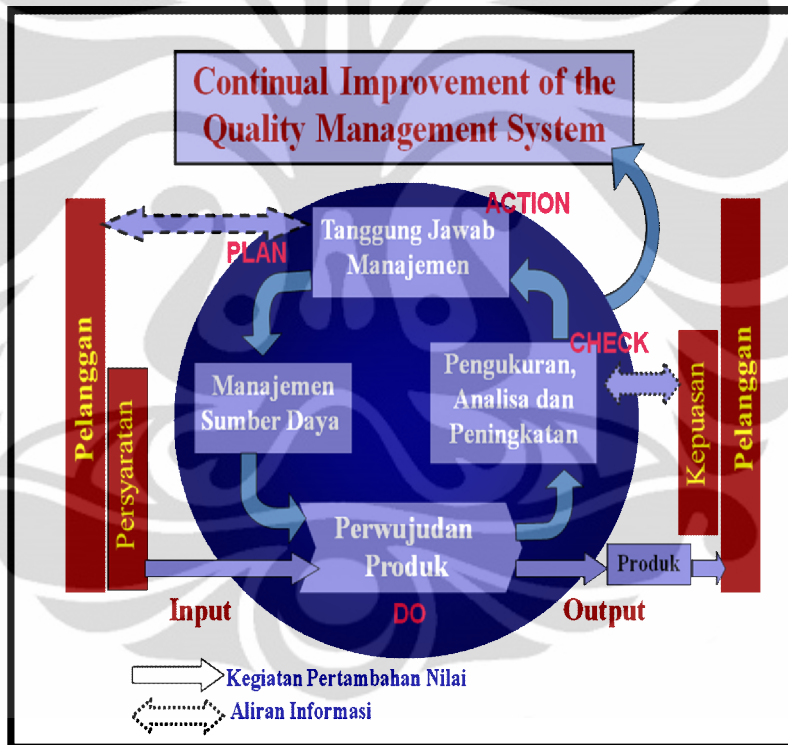 Continual Improvement of the
Quality Management System
ACTION
Tanggung Jawab
Manajemen
PLAN
Pelanggan
Persyaratan
Manajemen
Sumber Daya
CHECK
Pengukuran,
Analisa dan
Peningkatan
Kepuasan
Pelanggan
Perwujudan
Produk
Produk
Input
DO
Output
Kegiatan Pertambahan Nilai
Aliran Informasi